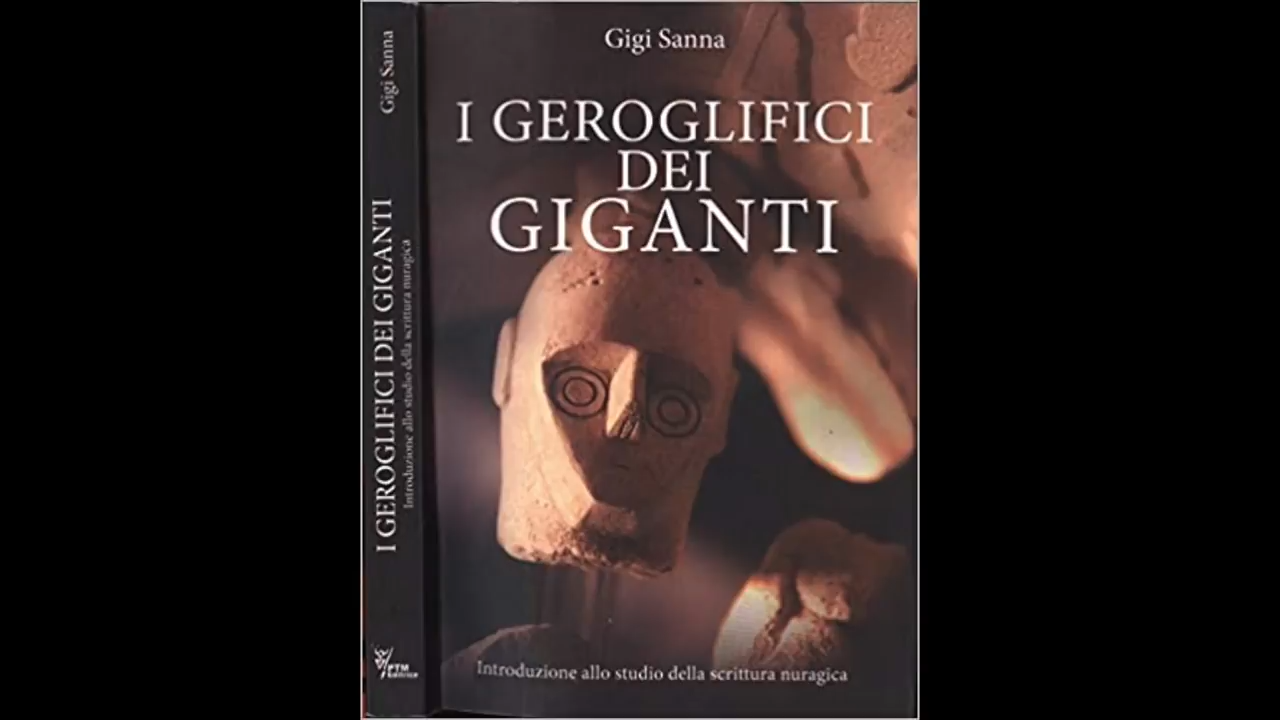 Gigi Sanna
I GEROGLIFICI
DEI
GIGANTI
Introduzione allo studio della scrittura nuragica
Gigi Sanna
I GEROGLIFICI DEI GIGANTI
Introduzione allo studio della scrittura nuragica
PTM
Editrice